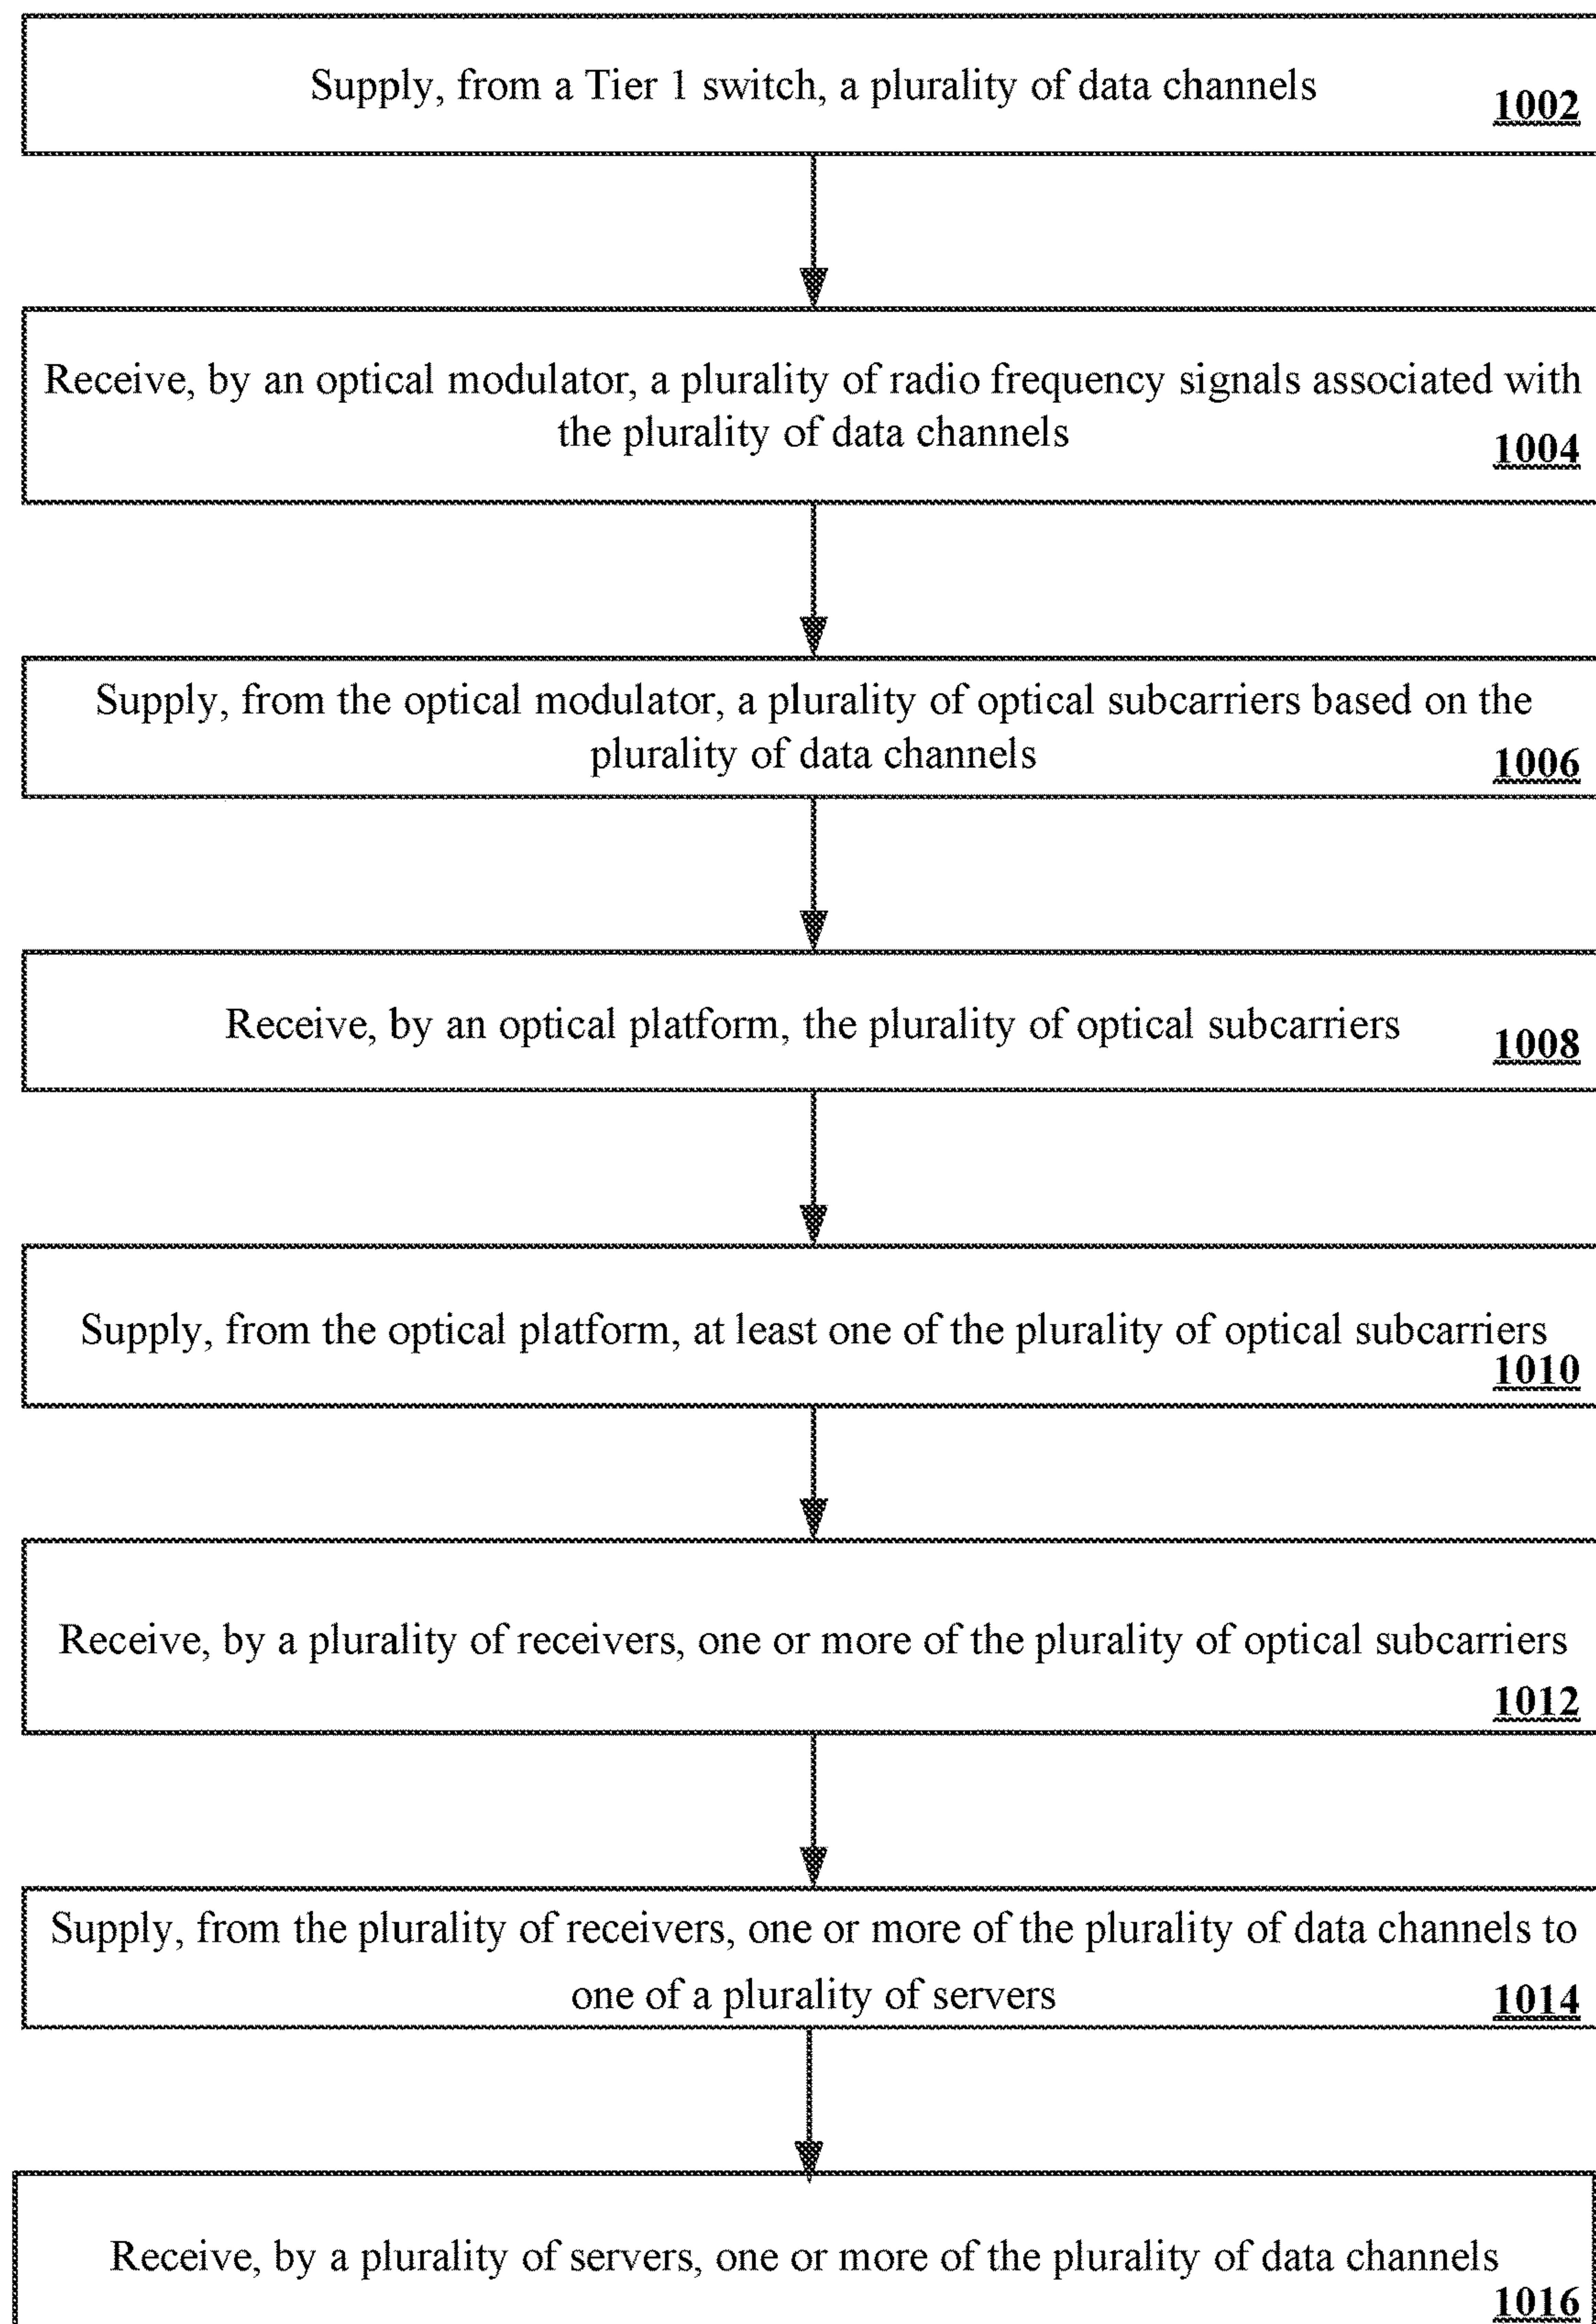 Supply, from a Tier 1 switch, a plurality of data channels
1002
Receive, by an optical modulator, a plurality of radio frequency signals associated with
the plurality of data channels
1004
Supply, from the optical modulator, a plurality of optical subcarriers based on the
plurality of data channels
1006
Receive, by an optical platform, the plurality of optical subcarriers
1008
Supply, from the optical platform, at least one of the plurality of optical subcarriers
1010
Receive, by a plurality of receivers, one or more of the plurality of optical subcarriers
1012
Supply, from the plurality of receivers, one or more of the plurality of data channels to
one of a plurality of servers
1014
Receive, by a plurality of servers, one or more of the plurality of data channels
1016